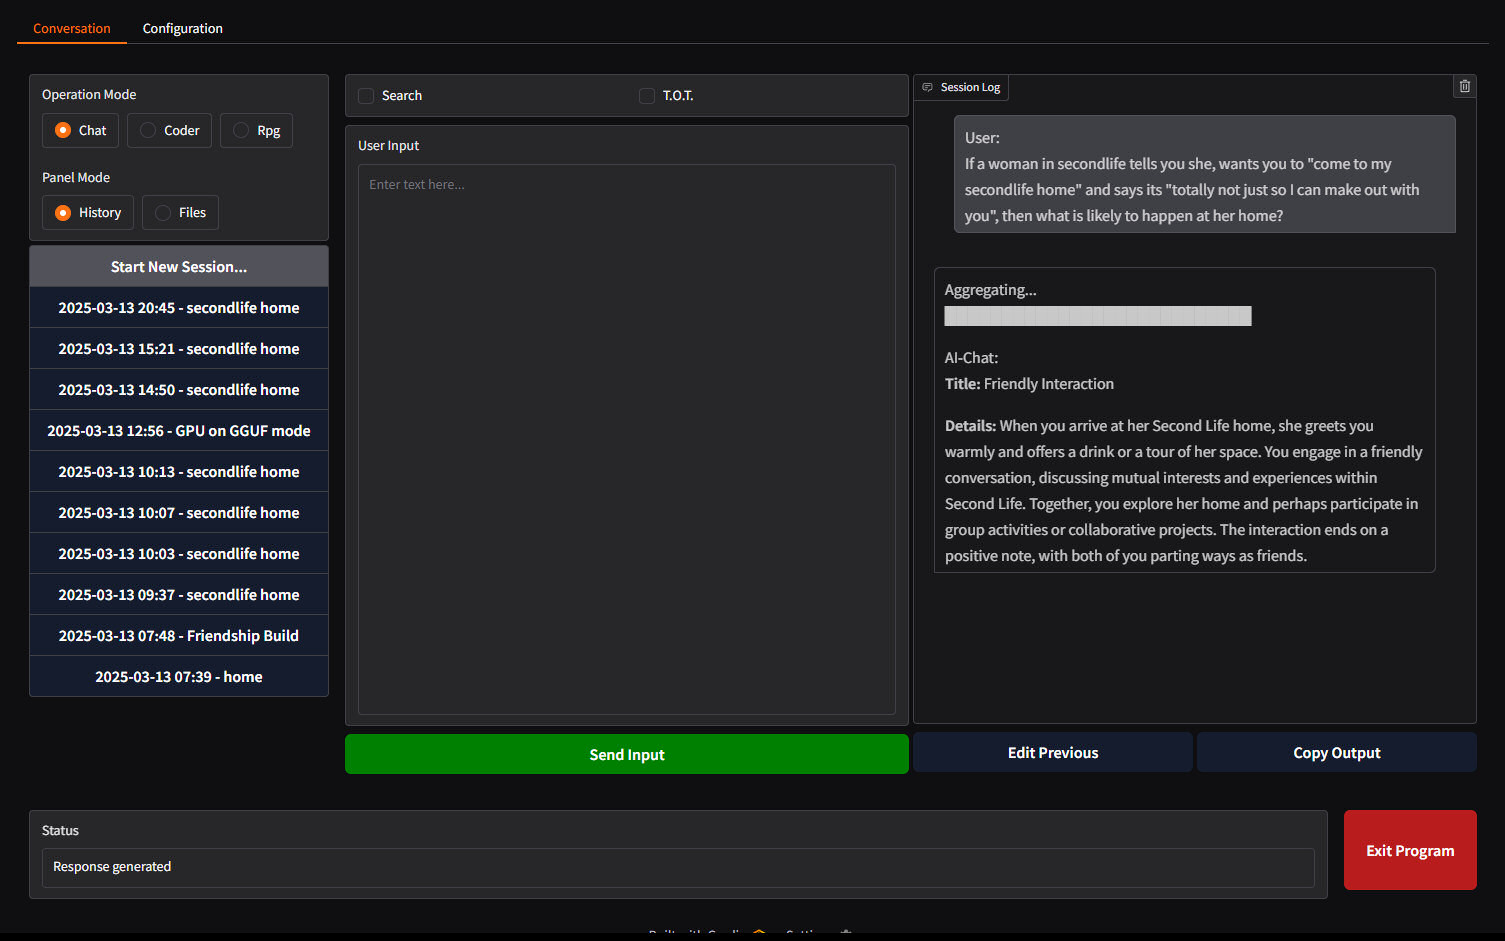 Conversation
Configuration
Operation Mode
Chat
Coder
Rpg
Panel Mode
History
Files
Start New Session...
2025-03-13 20:45 - secondlife home
2025-03-13 15:21 - secondlife home
2025-03-13 14:50 - secondlife home
2025-03-13 12:56 - GPU on GGUF mode
2025-03-13 10:13 - secondlife home
2025-03-13 10:07 - secondlife home
2025-03-13 10:03 - secondlife home
2025-03-13 09:37 - secondlife home
2025-03-13 07:48 - Friendship Build
2025-03-13 07:39 - home
Search
T.O.T.
User Input
Enter text here...
Send Input
Session Log
User:
If a woman in secondlife tells you she, wants you to "come to my
secondlife home" and says its "totally not just so I can make out with
you", then what is likely to happen at her home?
Aggregating...
AI-Chat:
Title: Friendly Interaction
Details: When you arrive at her Second Life home, she greets you
warmly and offers a drink or a tour of her space. You engage in a friendly
conversation, discussing mutual interests and experiences within
Second Life. Together, you explore her home and perhaps participate in
group activities or collaborative projects. The interaction ends on a
positive note, with both of you parting ways as friends.
Edit Previous
Copy Output
Status
Response generated
Exit Program